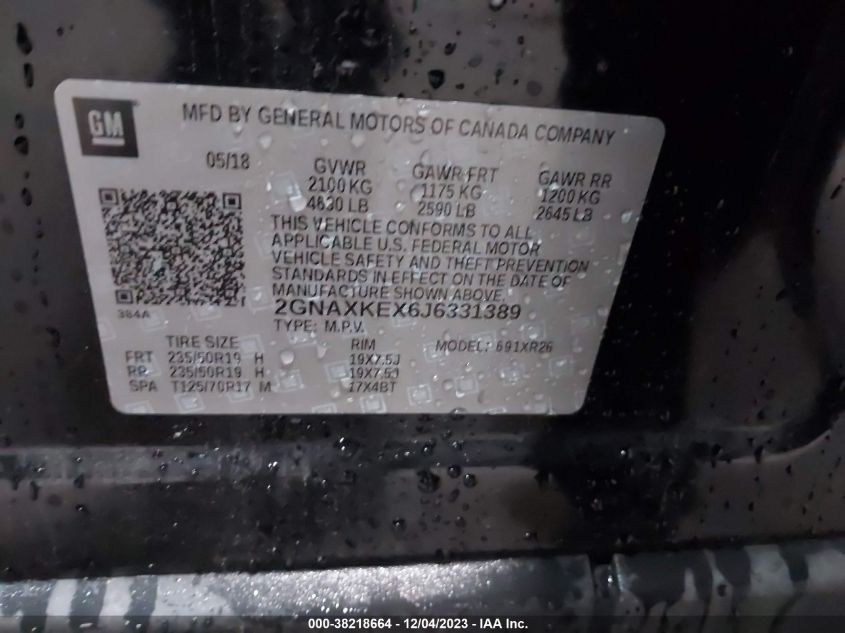 GM
MFD BY GENERAL MOTORS OF CANADA COMPANY
05/18 GVWR GAWR FRT GAWR RR
2100 KG 1175 KG 1200 KG
4630 LB 2590 LB 2645 LB
THIS VEHICLE CONFORMS TO ALL
APPLICABLE U.S. FEDERAL MOTOR
VEHICLE SAFETY AND THEFT PREVENTION
STANDARDS IN EFFECT ON THE DATE OF
MANUFACTURE SHOWN ABOVE.
2GNAXKEX6J6331389
384A TYPE: M.P.V.
TIRE SIZE RIM MODEL: 691XR26
FRT 235/50R19 H 19X7.5J
RR 235/50R19 H 19X7.5J
SPA T125/70R17 M 17X4BT
000-38218664 - 12/04/2023 - IAA Inc.